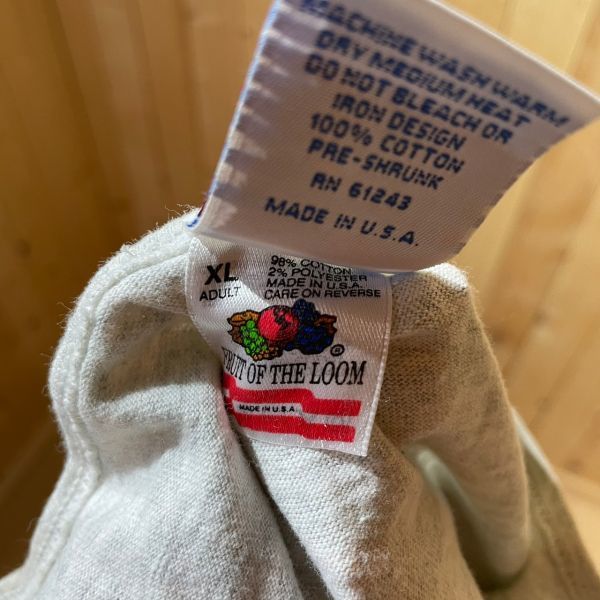 MACHINE WASH WARM
DRY MEDIUM HEAT
DO NOT BLEACH OR
IRON DESIGN
100% COTTON
PRE-SHRUNK
RN 61243
MADE IN U.S.A.
XL
ADULT
98% COTTON
2% POLYESTER
MADE IN U.S.A.
CARE ON REVERSE
FRUIT OF THE LOOM ®
MADE IN U.S.A.